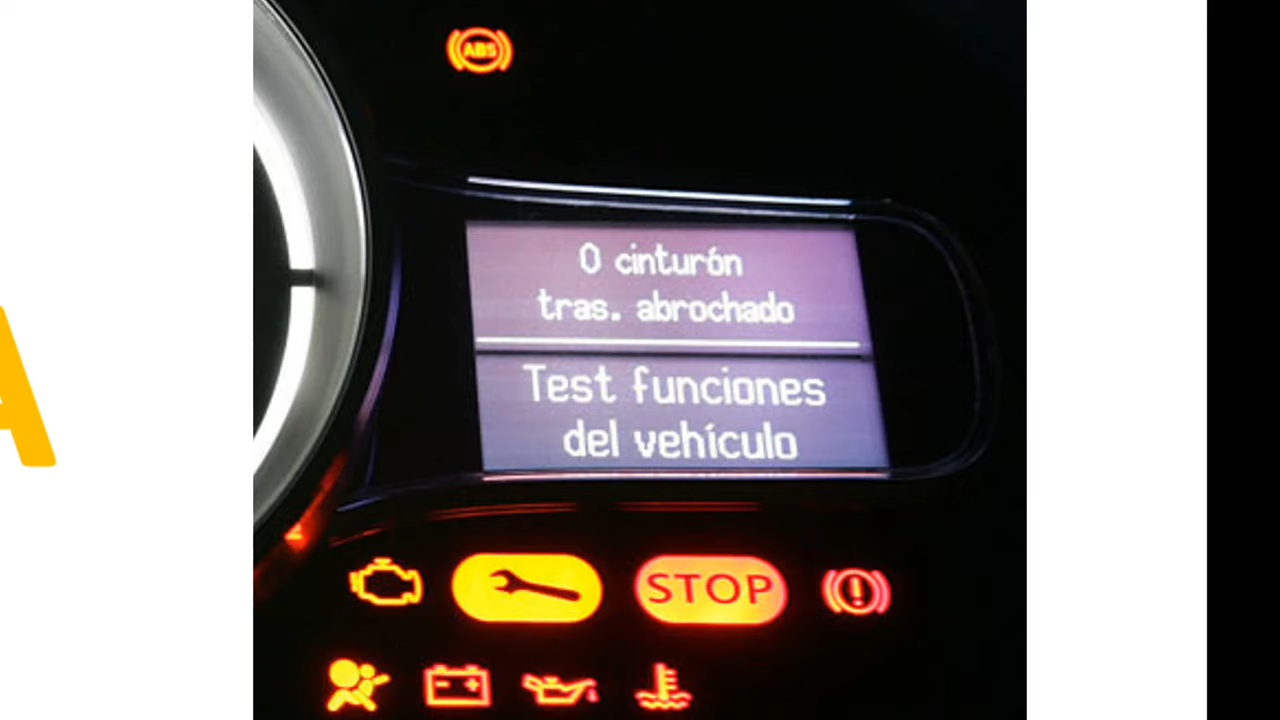 A
ABS
0 cinturón
tras. abrochado
Test funciones
del vehículo
STOP